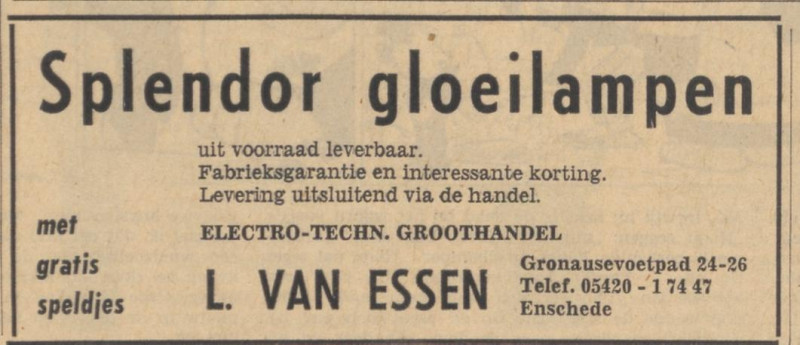 Splendor gloeilampen
uit voorraad leverbaar.
Fabrieksgarantie en interessante korting.
Levering uitsluitend via de handel.
met
gratis
speldjes
ELECTRO-TECHN. GROOTHANDEL
L. VAN ESSEN
Gronausevoetpad 24-26
Telef. 05420 - 1 74 47
Enschede